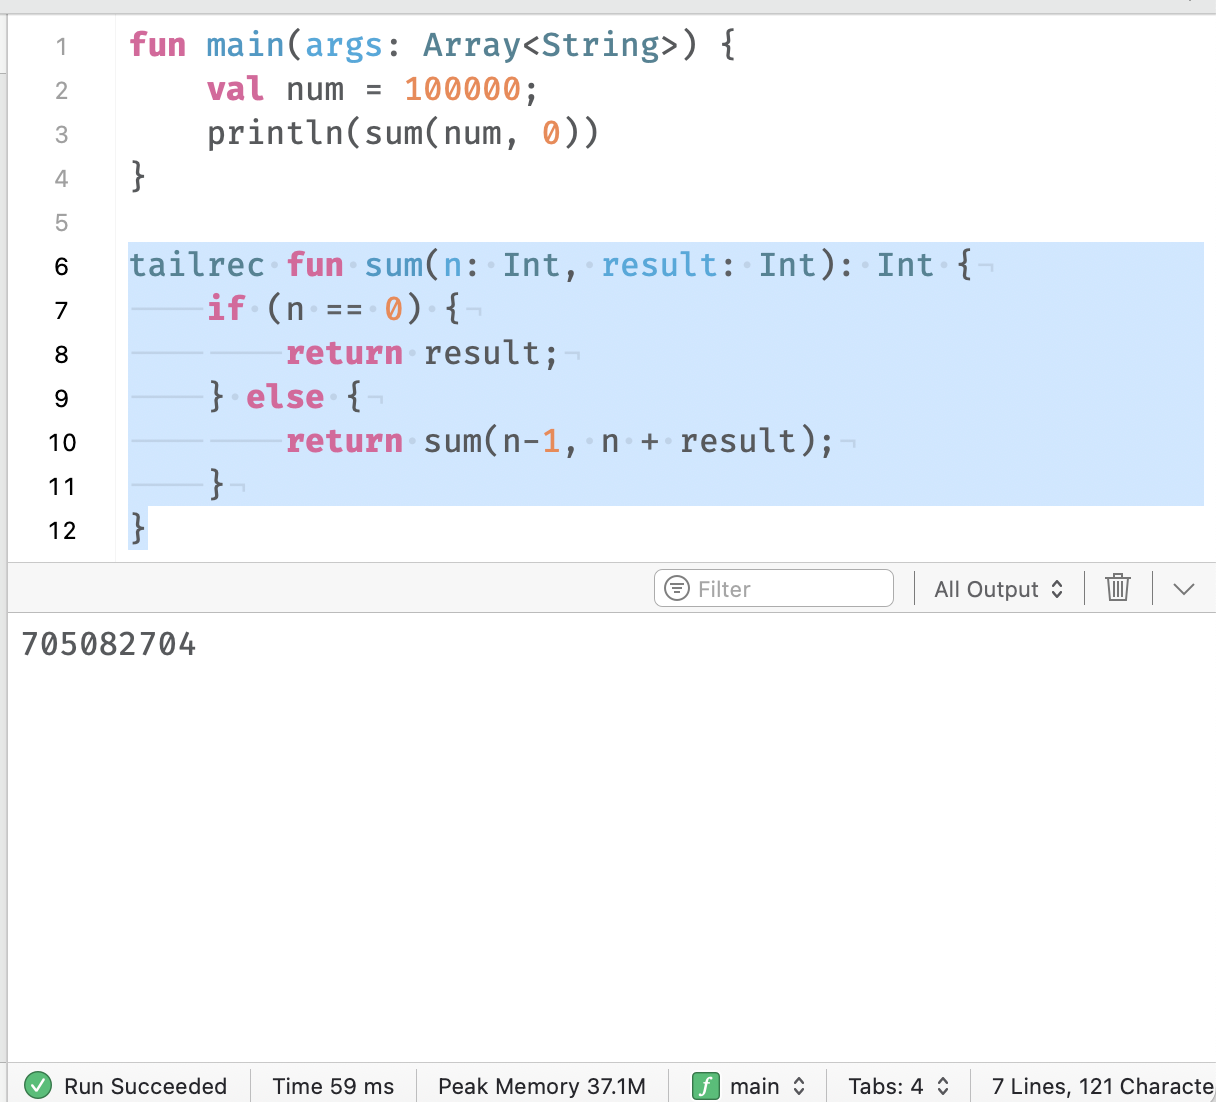 1 fun main(args: Array<String>) {
2 val num = 100000;
3 println(sum(num, 0))
4 }
5
6 tailrec fun sum(n: Int, result: Int): Int {
7 if (n == 0) {
8 return result;
9 } else {
10 return sum(n-1, n + result);
11 }
12 }
Filter All Output
705082704
Run Succeeded Time 59 ms Peak Memory 37.1M f main Tabs: 4 7 Lines, 121 Characte